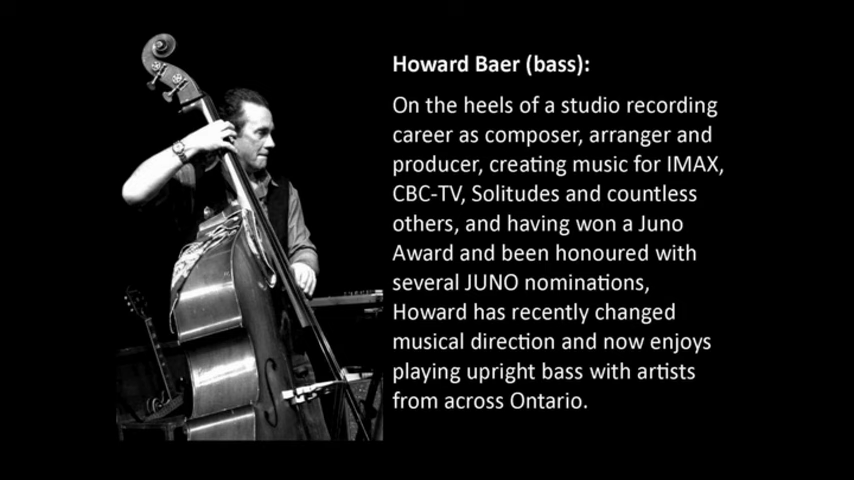 Howard Baer (bass):
On the heels of a studio recording
career as composer, arranger and
producer, creating music for IMAX,
CBC-TV, Solitudes and countless
others, and having won a Juno
Award and been honoured with
several JUNO nominations,
Howard has recently changed
musical direction and now enjoys
playing upright bass with artists
from across Ontario.